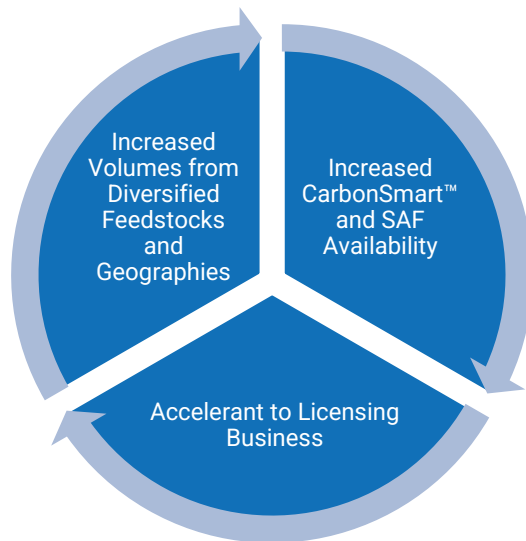 Increased
Volumes from
Diversified
Feedstocks
and
Geographies
Increased
CarbonSmart™
and SAF
Availability
Accelerant to Licensing
Business